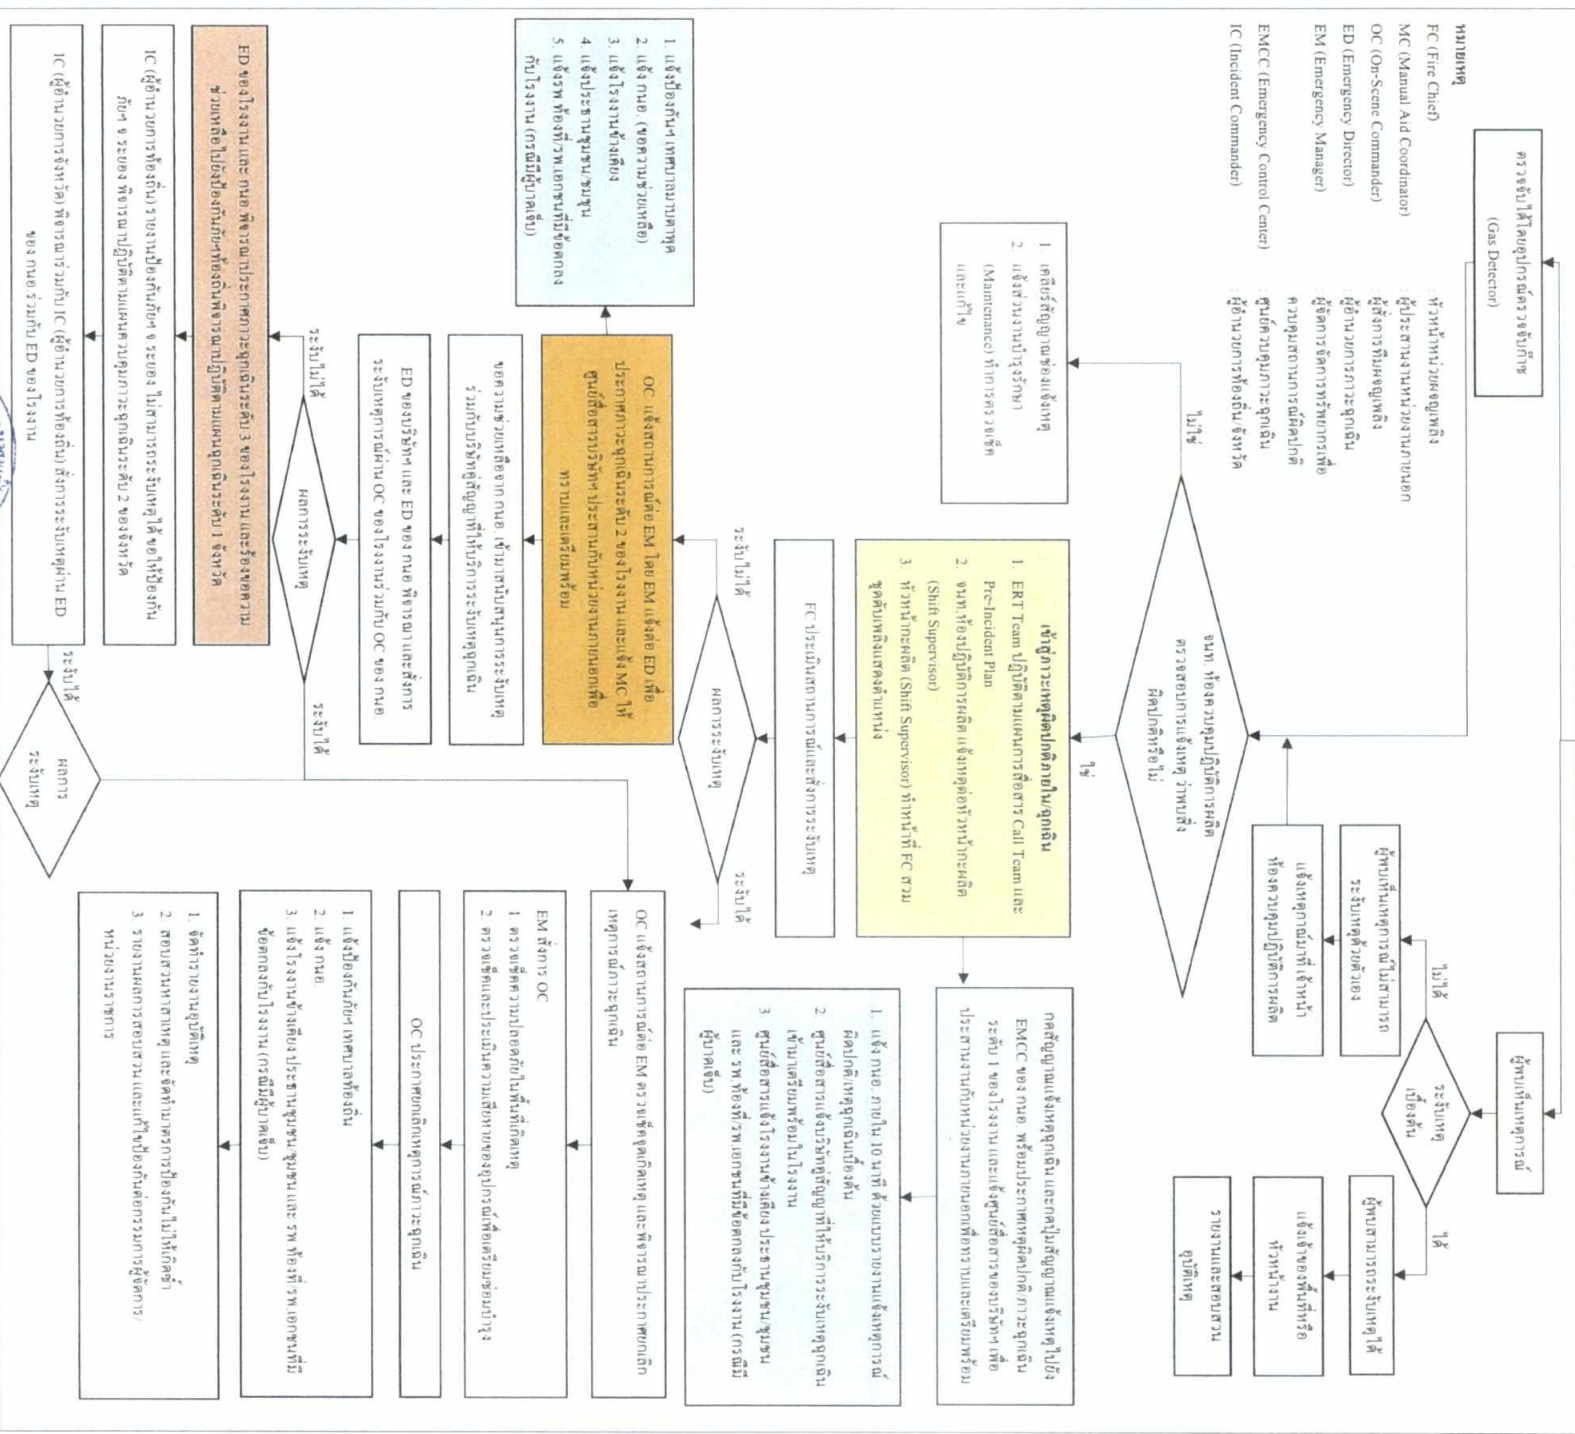 หมายเหตุ
FC (Fire Chief) : หัวหน้าหน่วยผจญเพลิง
MC (Manual Aid Coordinator) : ผู้ประสานงานหน่วยงานภายนอก
OC (On-Scene Commander) : ผู้สั่งการทีมผจญเพลิง
ED (Emergency Director) : ผู้อำนวยการภาวะฉุกเฉิน
EM (Emergency Manager) : ผู้จัดการจัดการทรัพยากรเพื่อ
ควบคุมสถานการณ์ผิดปกติ
EMCC (Emergency Control Center) : ศูนย์ควบคุมภาวะฉุกเฉิน
IC (Incident Commander) : ผู้อำนวยการท้องถิ่น/จังหวัด
ตรวจจับได้โดยอุปกรณ์ตรวจจับก๊าซ
(Gas Detector)
ผู้พบเห็นเหตุการณ์
ระงับเหตุ
เบื้องต้น
ไม่ได้
ได้
ผู้พบเห็นเหตุการณ์ไม่สามารถ
ระงับเหตุด้วยตัวเอง
แจ้งเหตุการณ์มาที่ เจ้าหน้า
ห้องควบคุมปฏิบัติการผลิต
ผู้พบสามารถระงับเหตุได้
แจ้งเจ้าของพื้นที่หรือ
หัวหน้างาน
รายงานและสอบสวน
อุบัติเหตุ
จนท. ห้องควบคุมปฏิบัติการผลิต
ตรวจสอบการแจ้งเหตุ ว่าพบสิ่ง
ผิดปกติหรือไม่
ไม่ใช่
ใช่
1 เคลียร์สัญญาณช่องแจ้งเหตุ
2 แจ้งส่วนงานบำรุงรักษา
(Maintenance) ทำการตรวจเช็ค
และแก้ไข
เข้าสู่ภาวะเหตุผิดปกติภายใน/ฉุกเฉิน
1. ERT Team ปฏิบัติตามแผนการสื่อสาร Call Team และ
Pre-Incident Plan
2. จนท.ห้องปฏิบัติการผลิต แจ้งเหตุต่อหัวหน้ากะผลิต
(Shift Supervisor)
3. หัวหน้ากะผลิต (Shift Supervisor) ทำหน้าที่ FC สวม
ชุดดับเพลิงแสดงตำแหน่ง
กดสัญญาณแจ้งเหตุฉุกเฉิน และกดปุ่มสัญญาณแจ้งเหตุไปยัง
EMCC ของ กนอ. พร้อมประกาศเหตุผิดปกติ/ภาวะฉุกเฉิน
ระดับ 1 ของโรงงาน และแจ้งศูนย์สื่อสารของบริษัทฯ เพื่อ
ประสานงานกับหน่วยงานภายนอกเพื่อทราบและเตรียมพร้อม
1. แจ้ง กนอ. ภายใน 10 นาที ด้วยแบบรายงานแจ้งเหตุการณ์
ผิดปกติ/เหตุฉุกเฉินเบื้องต้น
2 ศูนย์สื่อสารแจ้งบริษัทคู่สัญญาที่ให้บริการระงับเหตุฉุกเฉิน
เข้ามาเตรียมพร้อมในโรงงาน
3. ศูนย์สื่อสารแจ้งโรงงานข้างเคียง ประธานชุมชน/ชุมชน
และ รพ. ท้องที่/รพ.เอกชนที่มีข้อตกลงกับโรงงาน (กรณีมี
ผู้บาดเจ็บ)
FC ประเมินสถานการณ์และสั่งการระงับเหตุ
ผลการระงับเหตุ
ระงับไม่ได้
ระงับได้
OC แจ้งสถานการณ์ต่อ EM โดย EM แจ้งต่อ ED เพื่อ
ประกาศภาวะฉุกเฉินระดับ 2 ของโรงงาน และแจ้ง MC ให้
ศูนย์สื่อสารบริษัทฯ ประสานกับหน่วยงานภายนอกเพื่อ
ทราบและเตรียมพร้อม
1. แจ้งป้องกันฯ เทศบาลมาบตาพุด
2. แจ้ง กนอ. (ขอความช่วยเหลือ)
3. แจ้งโรงงานข้างเคียง
4. แจ้งประธานชุมชน/ชุมชน
5. แจ้งรพ. ท้องที่/รพ.เอกชนที่มีข้อตกลง
กับโรงงาน (กรณีมีผู้บาดเจ็บ)
ขอความช่วยเหลือจาก กนอ. เข้ามาสนับสนุนการระงับเหตุ
ร่วมกับบริษัทคู่สัญญาที่ให้บริการระงับเหตุฉุกเฉิน
ED ของบริษัทฯ และ ED ของ กนอ พิจารณา และสั่งการ
ระงับเหตุการณ์ผ่าน OC ของโรงงานร่วมกับ OC ของ กนอ.
ผลการระงับเหตุ
ระงับไม่ได้
ระงับได้
ED ของโรงงาน และ กนอ.พิจารณาประกาศภาวะฉุกเฉินระดับ 3 ของโรงงาน และร้องขอความ
ช่วยเหลือไปยังป้องกันภัยฯท้องถิ่นพิจารณาปฏิบัติตามแผนฉุกเฉินระดับ 1 จังหวัด
IC (ผู้อำนวยการท้องถิ่น) รายงานป้องกันภัยฯ จ ระยอง ไม่สามารถระงับเหตุได้ ขอให้ป้องกัน
ภัยฯ จ ระยอง พิจารณาปฏิบัติตามแผนควบคุมภาวะฉุกเฉินระดับ 2 ของจังหวัด
IC (ผู้อำนวยการจังหวัด) พิจารณาร่วมกับ IC (ผู้อำนวยการท้องถิ่น) สั่งการระงับเหตุผ่าน ED
ของ กนอ ร่วมกับ ED ของโรงงาน
ระงับได้
ผลการ
ระงับเหตุ
OC แจ้งสถานการณ์ต่อ EM ตรวจเช็คจุดเกิดเหตุ และพิจารณาประกาศยกเลิก
เหตุการณ์ภาวะฉุกเฉิน
EM สั่งการ OC
1 ตรวจเช็คความปลอดภัยในพื้นที่เกิดเหตุ
2 ตรวจเช็คและประเมินความเสียหายของอุปกรณ์เพื่อเตรียมซ่อมบำรุง
OC ประกาศยกเลิกเหตุการณ์ภาวะฉุกเฉิน
1. แจ้งป้องกันภัยฯ เทศบาลท้องถิ่น
2. แจ้ง กนอ.
3. แจ้งโรงงานข้างเคียง ประธานชุมชน/ชุมชน และ รพ. ท้องที่/รพ.เอกชนที่มี
ข้อตกลงกับโรงงาน (กรณีมีผู้บาดเจ็บ)
1. จัดทำรายงานอุบัติเหตุ
2 สอบสวนหาสาเหตุ และจัดทำมาตรการป้องกันไม่ให้เกิดซ้ำ
3 รายงานผลการสอบสวน และแก้ไขป้องกันต่อกรรมการผู้จัดการ/
หน่วยงานราชการ